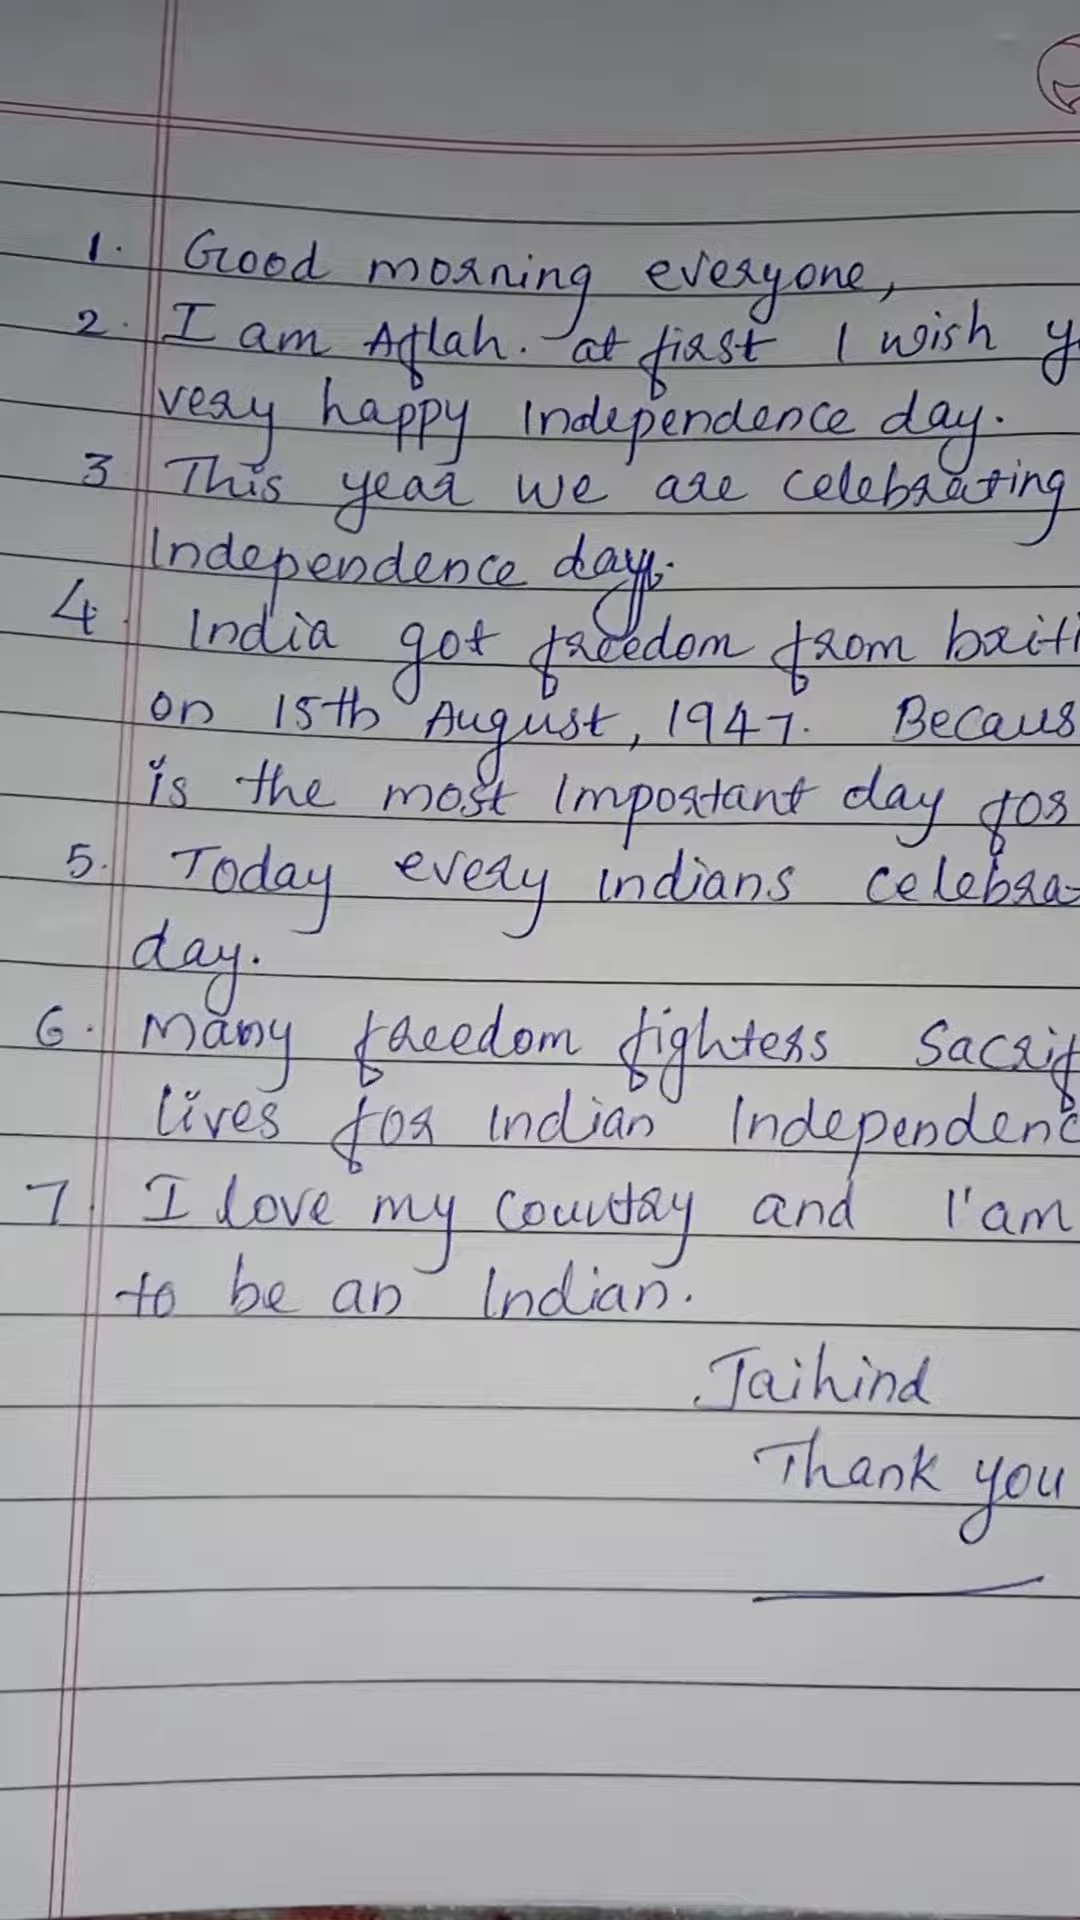 1. Good morning everyone,
2. I am Aflah. at first I wish
very happy Independence day.
3 This year we are celebrating
Independence day.
4. India got freedom from
on 15th August, 1947.
is the most Important day for
5. Today every indians
day.
6. Many freedom fighters
lives for Indian
7. I love my country and I'am
to be an Indian.
Jaihind
Thank you